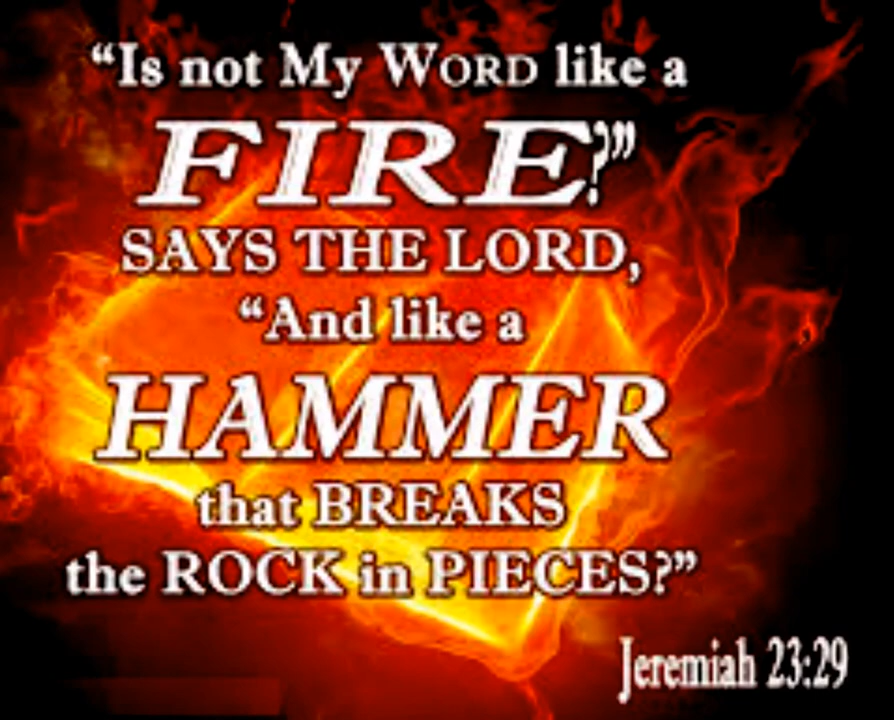 “Is not My WORD like a
FIRE?”
SAYS THE LORD,
“And like a
HAMMER
that BREAKS
the ROCK in PIECES?”
Jeremiah 23:29